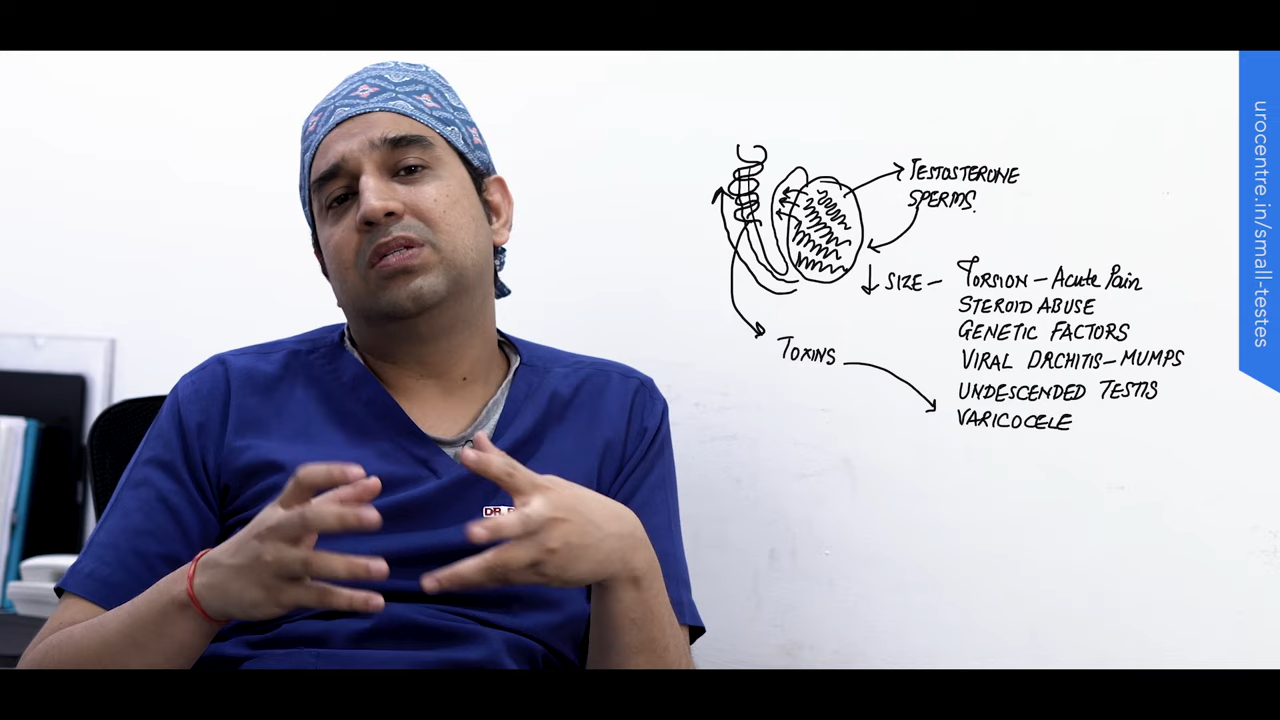 TESTOSTERONE
SPERMS.
↓ SIZE – TORSION – ACUTE PAIN
STEROID ABUSE
GENETIC FACTORS
VIRAL ORCHITIS – MUMPS
UNDESCENDED TESTIS
VARICOCELE
TOXINS
DR.
urocentre.in/small-testes